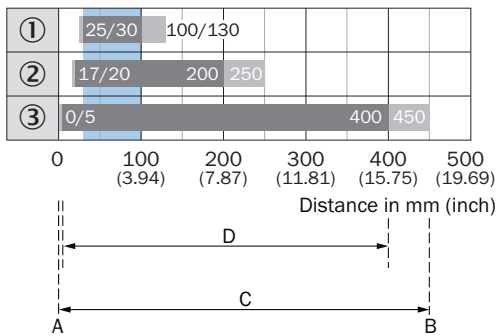 ① 25/30 100/130
② 17/20 200 250
③ 0/5 400 450
0 100 200 300 400 500
(3.94) (7.87) (11.81) (15.75) (19.69)
Distance in mm (inch)
D
C
A B